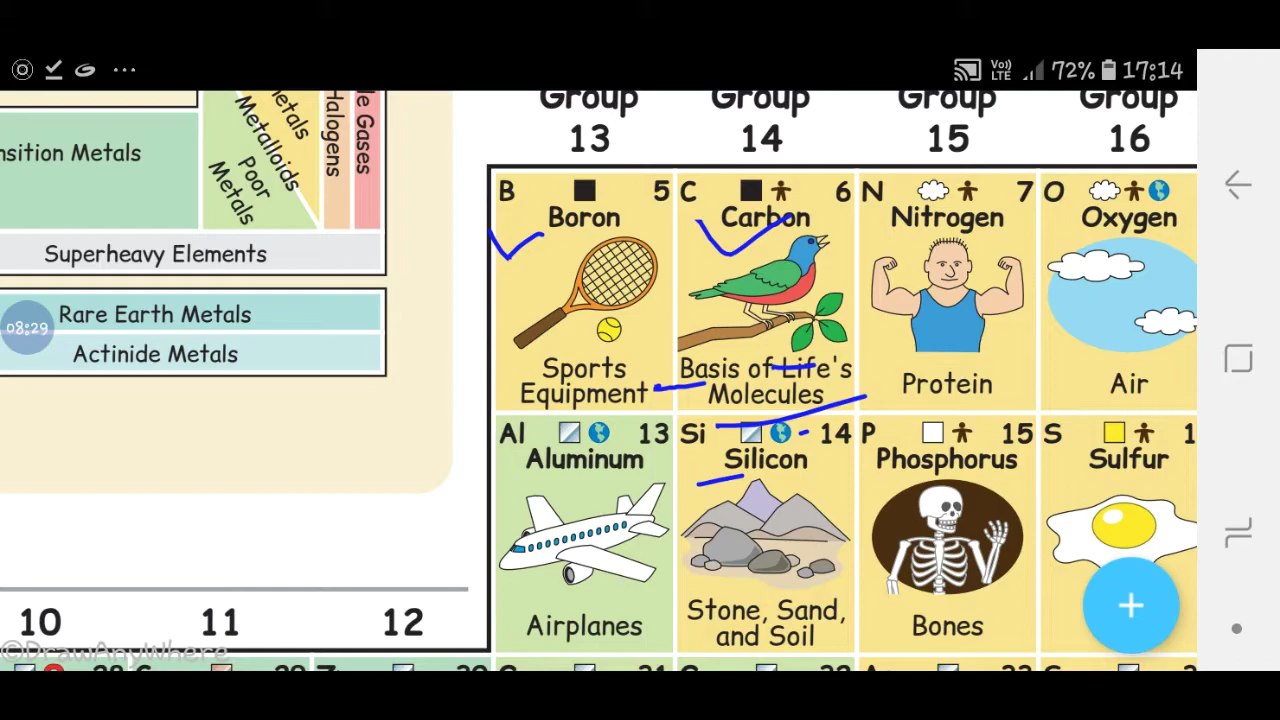 72% 17:14
Group 13
Group 14
Group 15
Group 16
Metals
Halogens
le Gases
nsition Metals
Metalloids
Poor Metals
Superheavy Elements
08:29
Rare Earth Metals
Actinide Metals
B 5
Boron
Sports
Equipment
C 6
Carbon
Basis of Life's
Molecules
N 7
Nitrogen
Protein
O
Oxygen
Air
Al 13
Aluminum
Airplanes
Si 14
Silicon
Stone, Sand,
and Soil
P 15
Phosphorus
Bones
S 1
Sulfur
10 11 12
©DrawAnyWhere